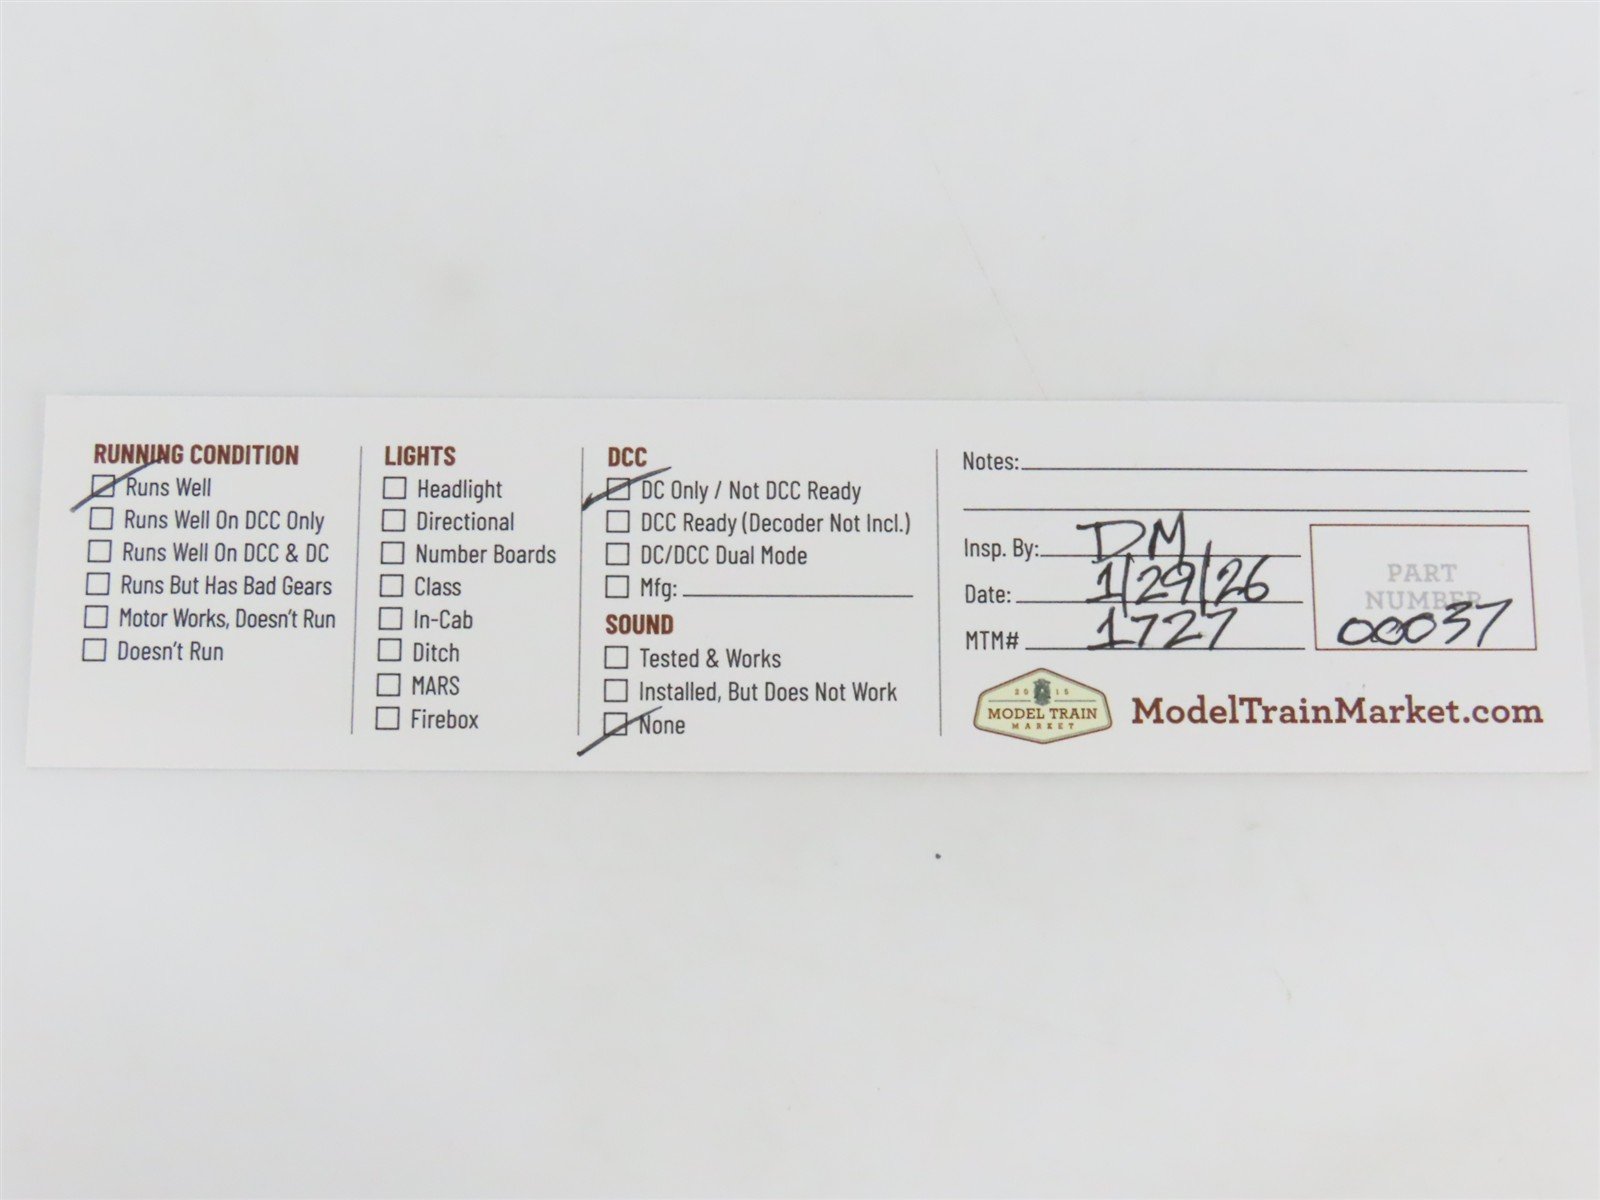 RUNNING CONDITION
Runs Well
Runs Well On DCC Only
Runs Well On DCC & DC
Runs But Has Bad Gears
Motor Works, Doesn't Run
Doesn't Run
LIGHTS
Headlight
Directional
Number Boards
Class
In-Cab
Ditch
MARS
Firebox
DCC
DC Only / Not DCC Ready
DCC Ready (Decoder Not Incl.)
DC/DCC Dual Mode
Mfg:
SOUND
Tested & Works
Installed, But Does Not Work
None
Notes:
Insp. By: DM
Date: 1/29/26
MTM# 1727
PART
NUMBER
00037
2015
MODEL TRAIN
MARKET
ModelTrainMarket.com